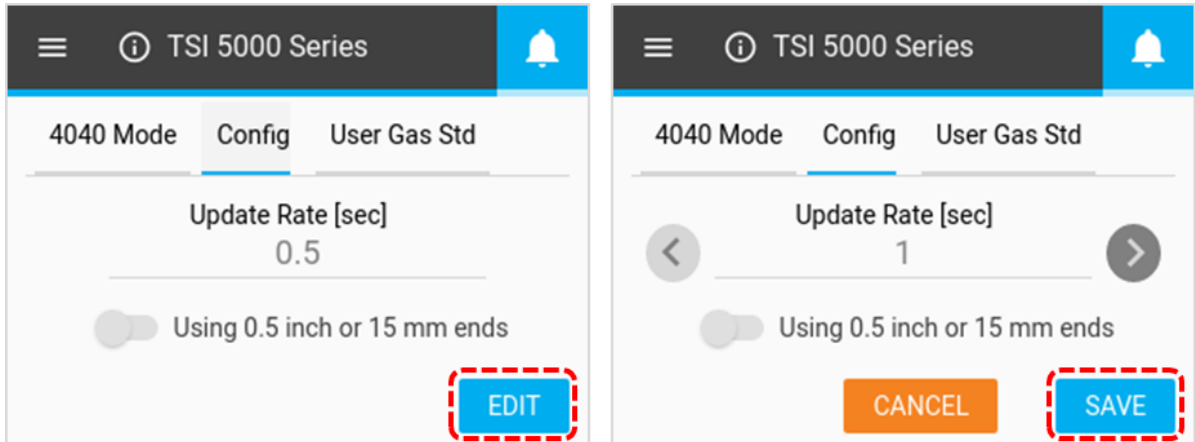 TSI 5000 Series
4040 Mode Config User Gas Std
Update Rate [sec]
0.5
Using 0.5 inch or 15 mm ends
EDIT
TSI 5000 Series
4040 Mode Config User Gas Std
Update Rate [sec]
1
Using 0.5 inch or 15 mm ends
CANCEL SAVE